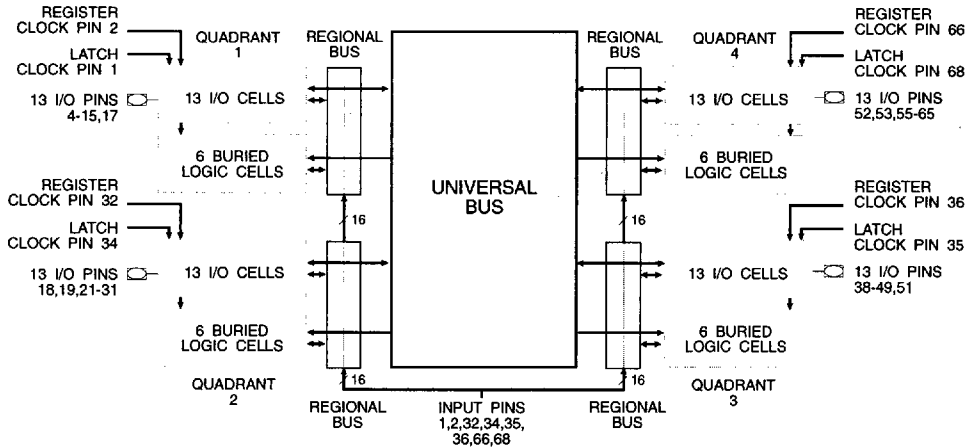 REGISTER
CLOCK PIN 2
LATCH
CLOCK PIN 1
13 I/O PINS
4-15,17
QUADRANT
1
13 I/O CELLS
6 BURIED
LOGIC CELLS
REGIONAL
BUS
16
REGISTER
CLOCK PIN 32
LATCH
CLOCK PIN 34
13 I/O PINS
18,19,21-31
13 I/O CELLS
6 BURIED
LOGIC CELLS
QUADRANT
2
16
REGIONAL
BUS
UNIVERSAL
BUS
INPUT PINS
1,2,32,34,35,
36,66,68
REGIONAL
BUS
QUADRANT
4
13 I/O CELLS
6 BURIED
LOGIC CELLS
16
REGISTER
CLOCK PIN 66
LATCH
CLOCK PIN 68
13 I/O PINS
52,53,55-65
REGISTER
CLOCK PIN 36
LATCH
CLOCK PIN 35
13 I/O PINS
38-49,51
13 I/O CELLS
6 BURIED
LOGIC CELLS
16
REGIONAL
BUS
QUADRANT
3